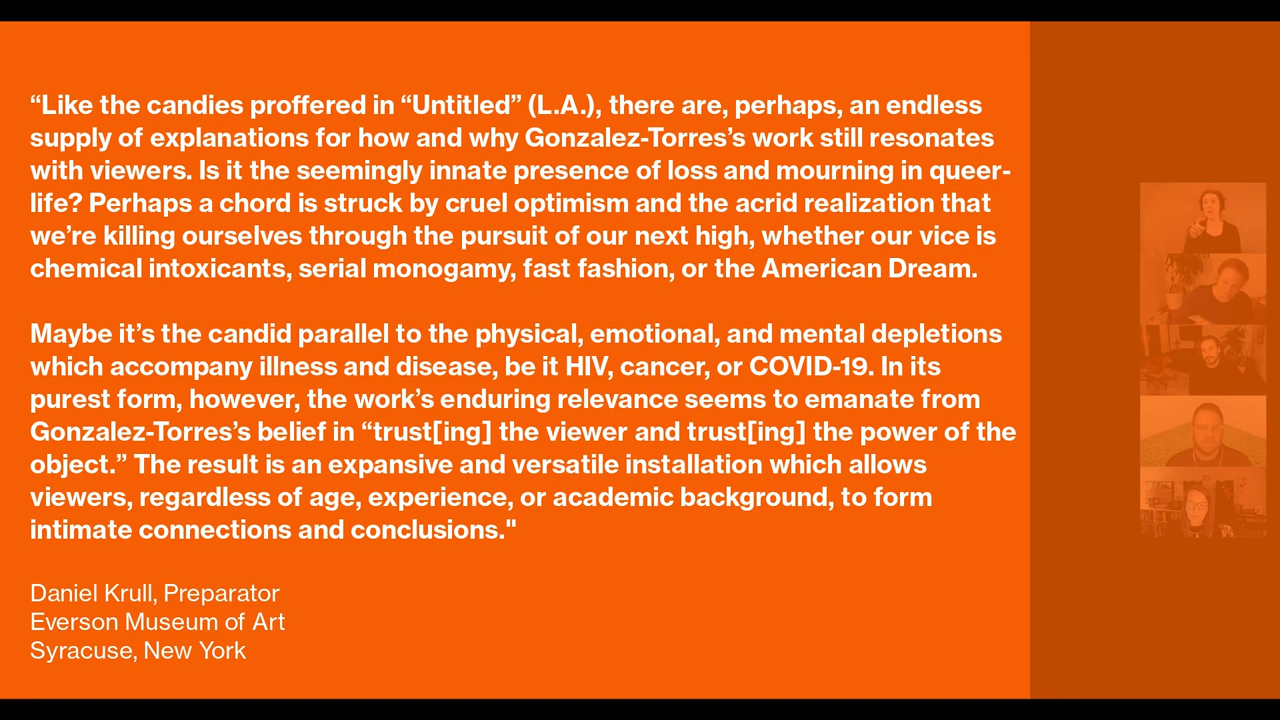 “Like the candies proffered in “Untitled” (L.A.), there are, perhaps, an endless
supply of explanations for how and why Gonzalez-Torres’s work still resonates
with viewers. Is it the seemingly innate presence of loss and mourning in queer-
life? Perhaps a chord is struck by cruel optimism and the acrid realization that
we’re killing ourselves through the pursuit of our next high, whether our vice is
chemical intoxicants, serial monogamy, fast fashion, or the American Dream.
Maybe it’s the candid parallel to the physical, emotional, and mental depletions
which accompany illness and disease, be it HIV, cancer, or COVID-19. In its
purest form, however, the work’s enduring relevance seems to emanate from
Gonzalez-Torres’s belief in “trust[ing] the viewer and trust[ing] the power of the
object.” The result is an expansive and versatile installation which allows
viewers, regardless of age, experience, or academic background, to form
intimate connections and conclusions."
Daniel Krull, Preparator
Everson Museum of Art
Syracuse, New York